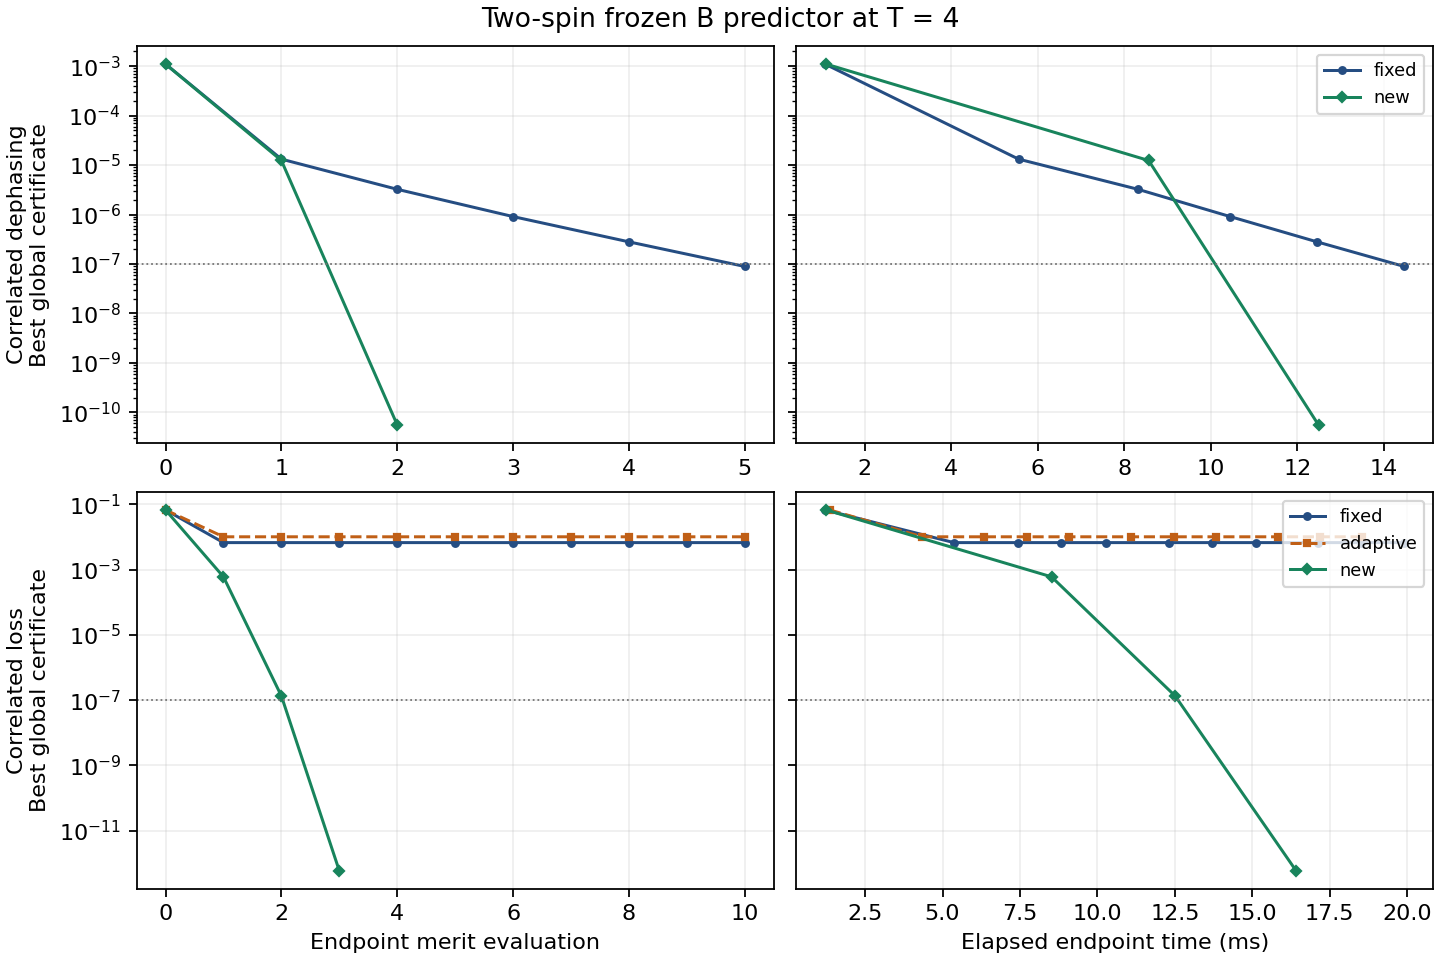 Two-spin frozen B predictor at T = 4
Correlated dephasing
Best global certificate
10⁻³
10⁻⁴
10⁻⁵
10⁻⁶
10⁻⁷
10⁻⁸
10⁻⁹
10⁻¹⁰
0 1 2 3 4 5
fixed
new
2 4 6 8 10 12 14
Correlated loss
Best global certificate
10⁻¹
10⁻³
10⁻⁵
10⁻⁷
10⁻⁹
10⁻¹¹
0 2 4 6 8 10
Endpoint merit evaluation
fixed
adaptive
new
2.5 5.0 7.5 10.0 12.5 15.0 17.5 20.0
Elapsed endpoint time (ms)